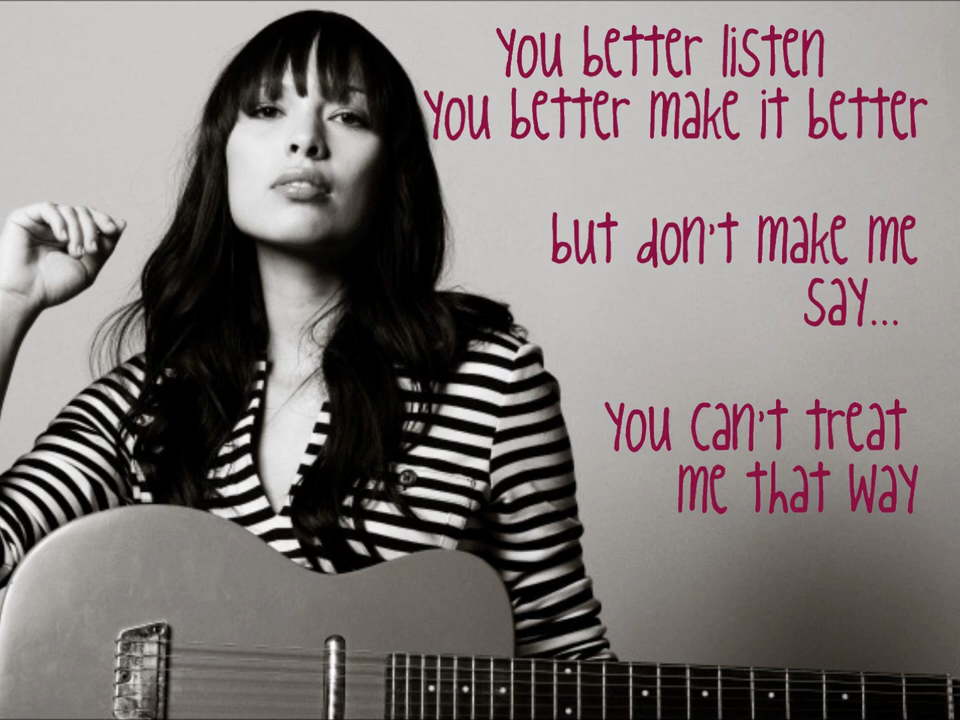 You better listen
You better make it better
but don't make me
say...
You can't treat
me that way